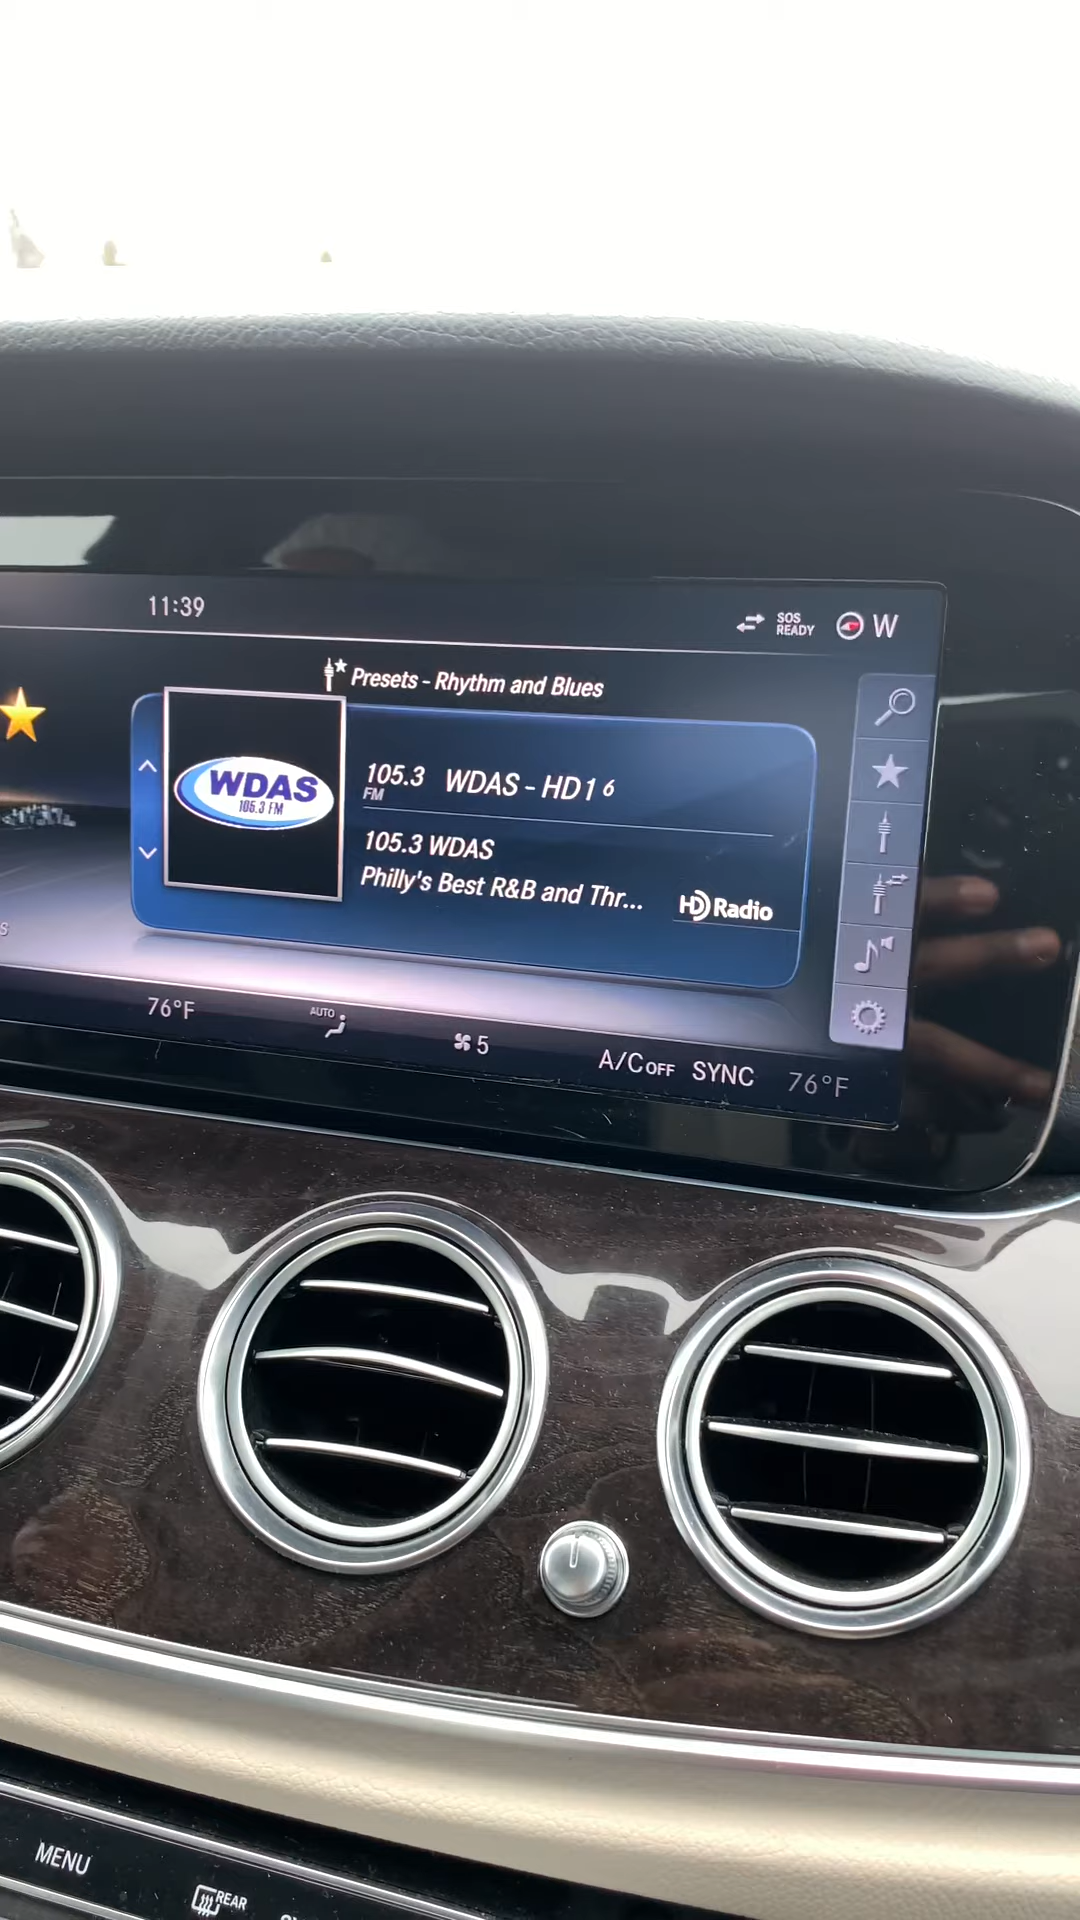 11:39
SOS
READY
W
Presets - Rhythm and Blues
WDAS
105.3 FM
105.3 WDAS - HD1 6
FM
105.3 WDAS
Philly's Best R&B and Thr...
HD Radio
76°F
AUTO
5
A/C OFF
SYNC
76°F
MENU
REAR